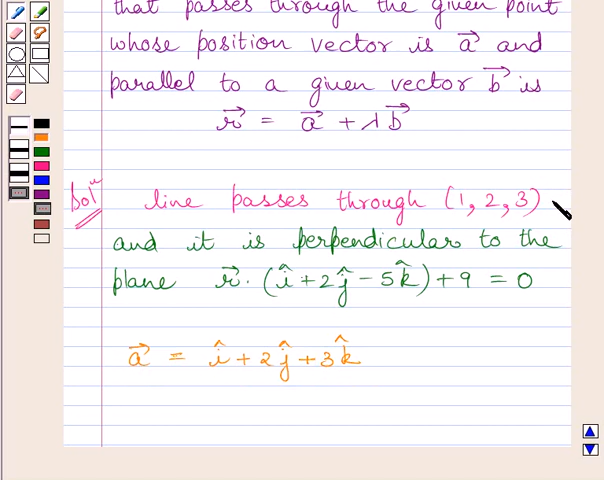 that passes through the given point
whose position vector is a⃗ and
parallel to a given vector b⃗ is
r⃗ = a⃗ + λb⃗
Solⁿ line passes through (1, 2, 3)
and it is perpendicular to the
plane r⃗ · (î + 2ĵ − 5k̂) + 9 = 0
a⃗ = î + 2ĵ + 3k̂